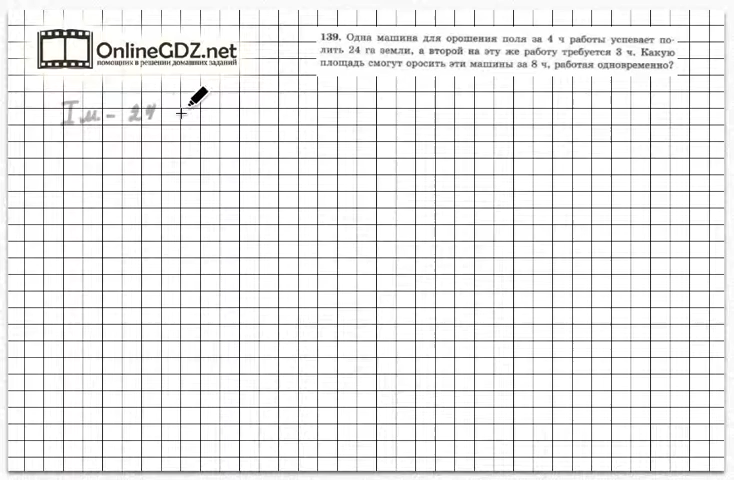 OnlineGDZ.net
помощник в решении домашних заданий
139. Одна машина для орошения поля за 4 ч работы успевает по-
лить 24 га земли, а второй на эту же работу требуется 3 ч. Какую
площадь смогут оросить эти машины за 8 ч, работая одновременно?
I м - 24